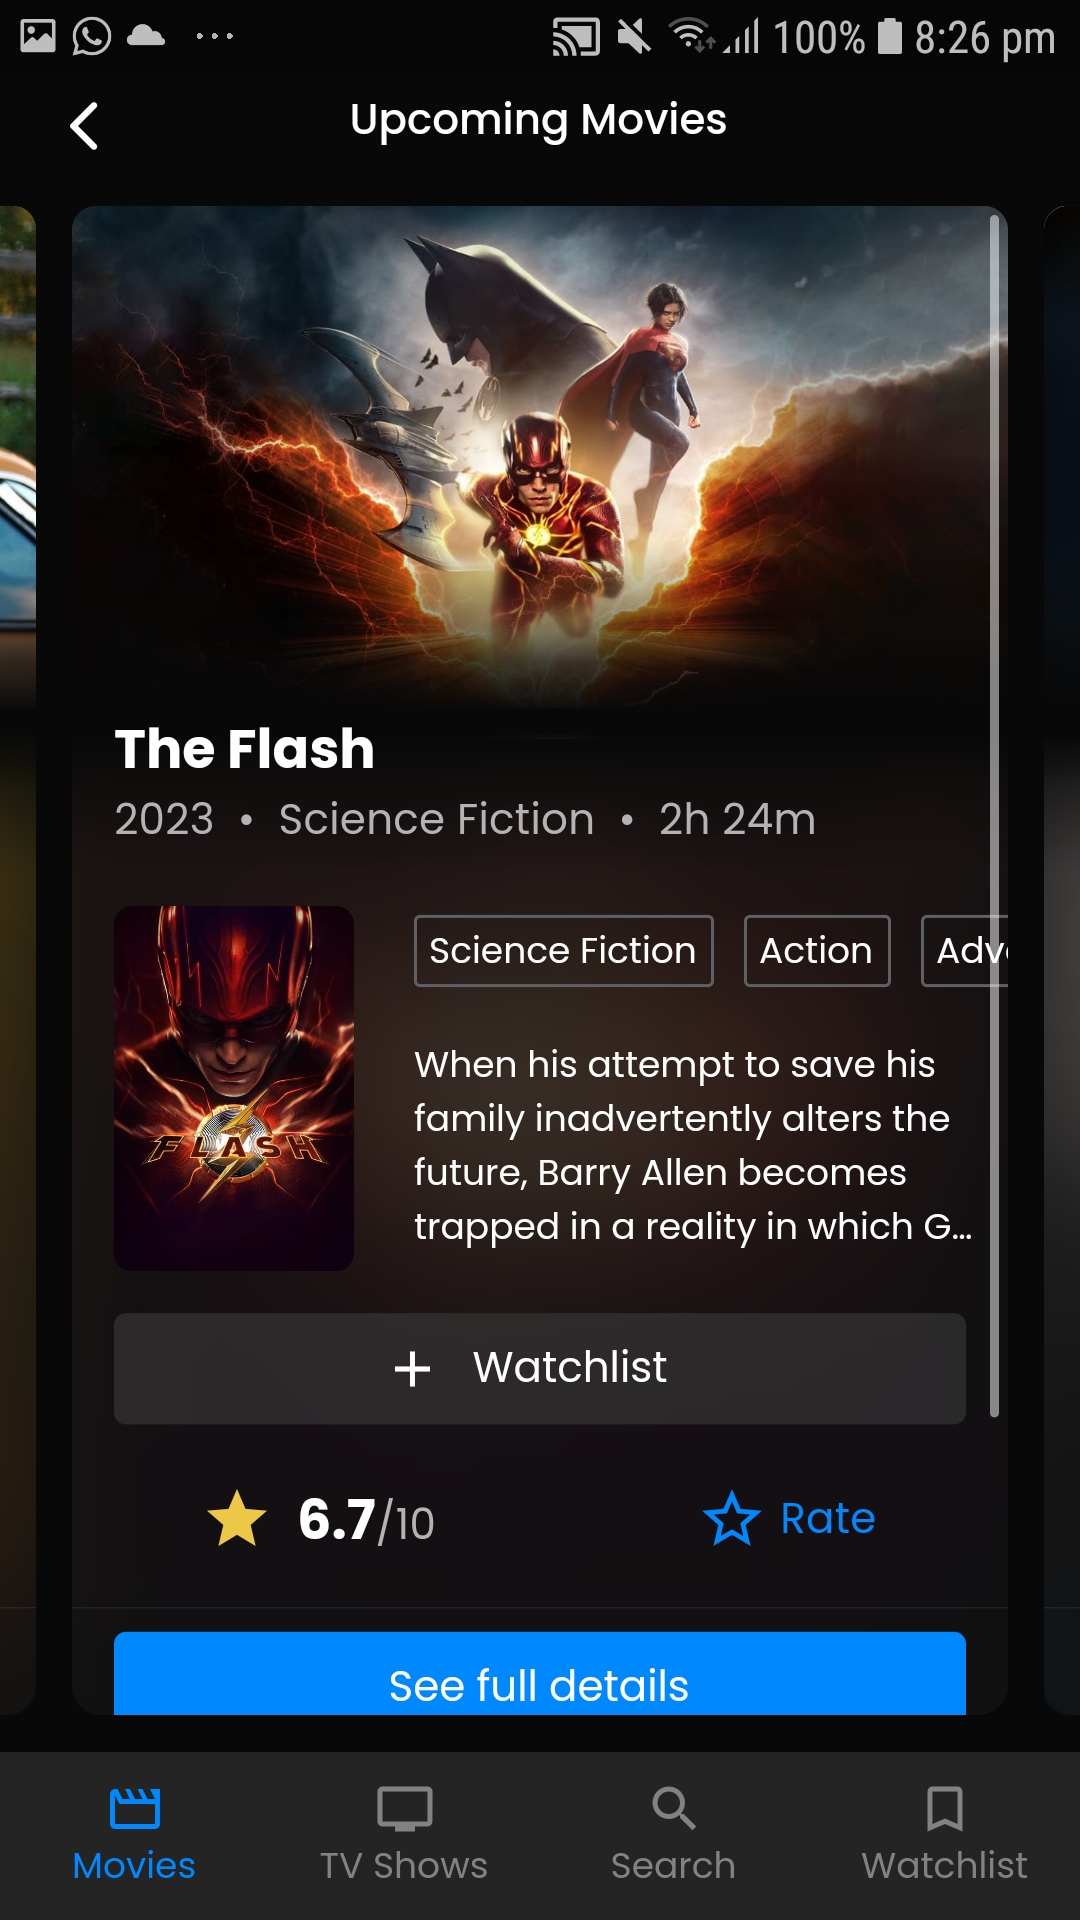 100% 8:26 pm
Upcoming Movies
The Flash
2023 • Science Fiction • 2h 24m
Science Fiction Action Adv
FLASH
When his attempt to save his
family inadvertently alters the
future, Barry Allen becomes
trapped in a reality in which G...
+ Watchlist
6.7/10 Rate
See full details
Movies TV Shows Search Watchlist